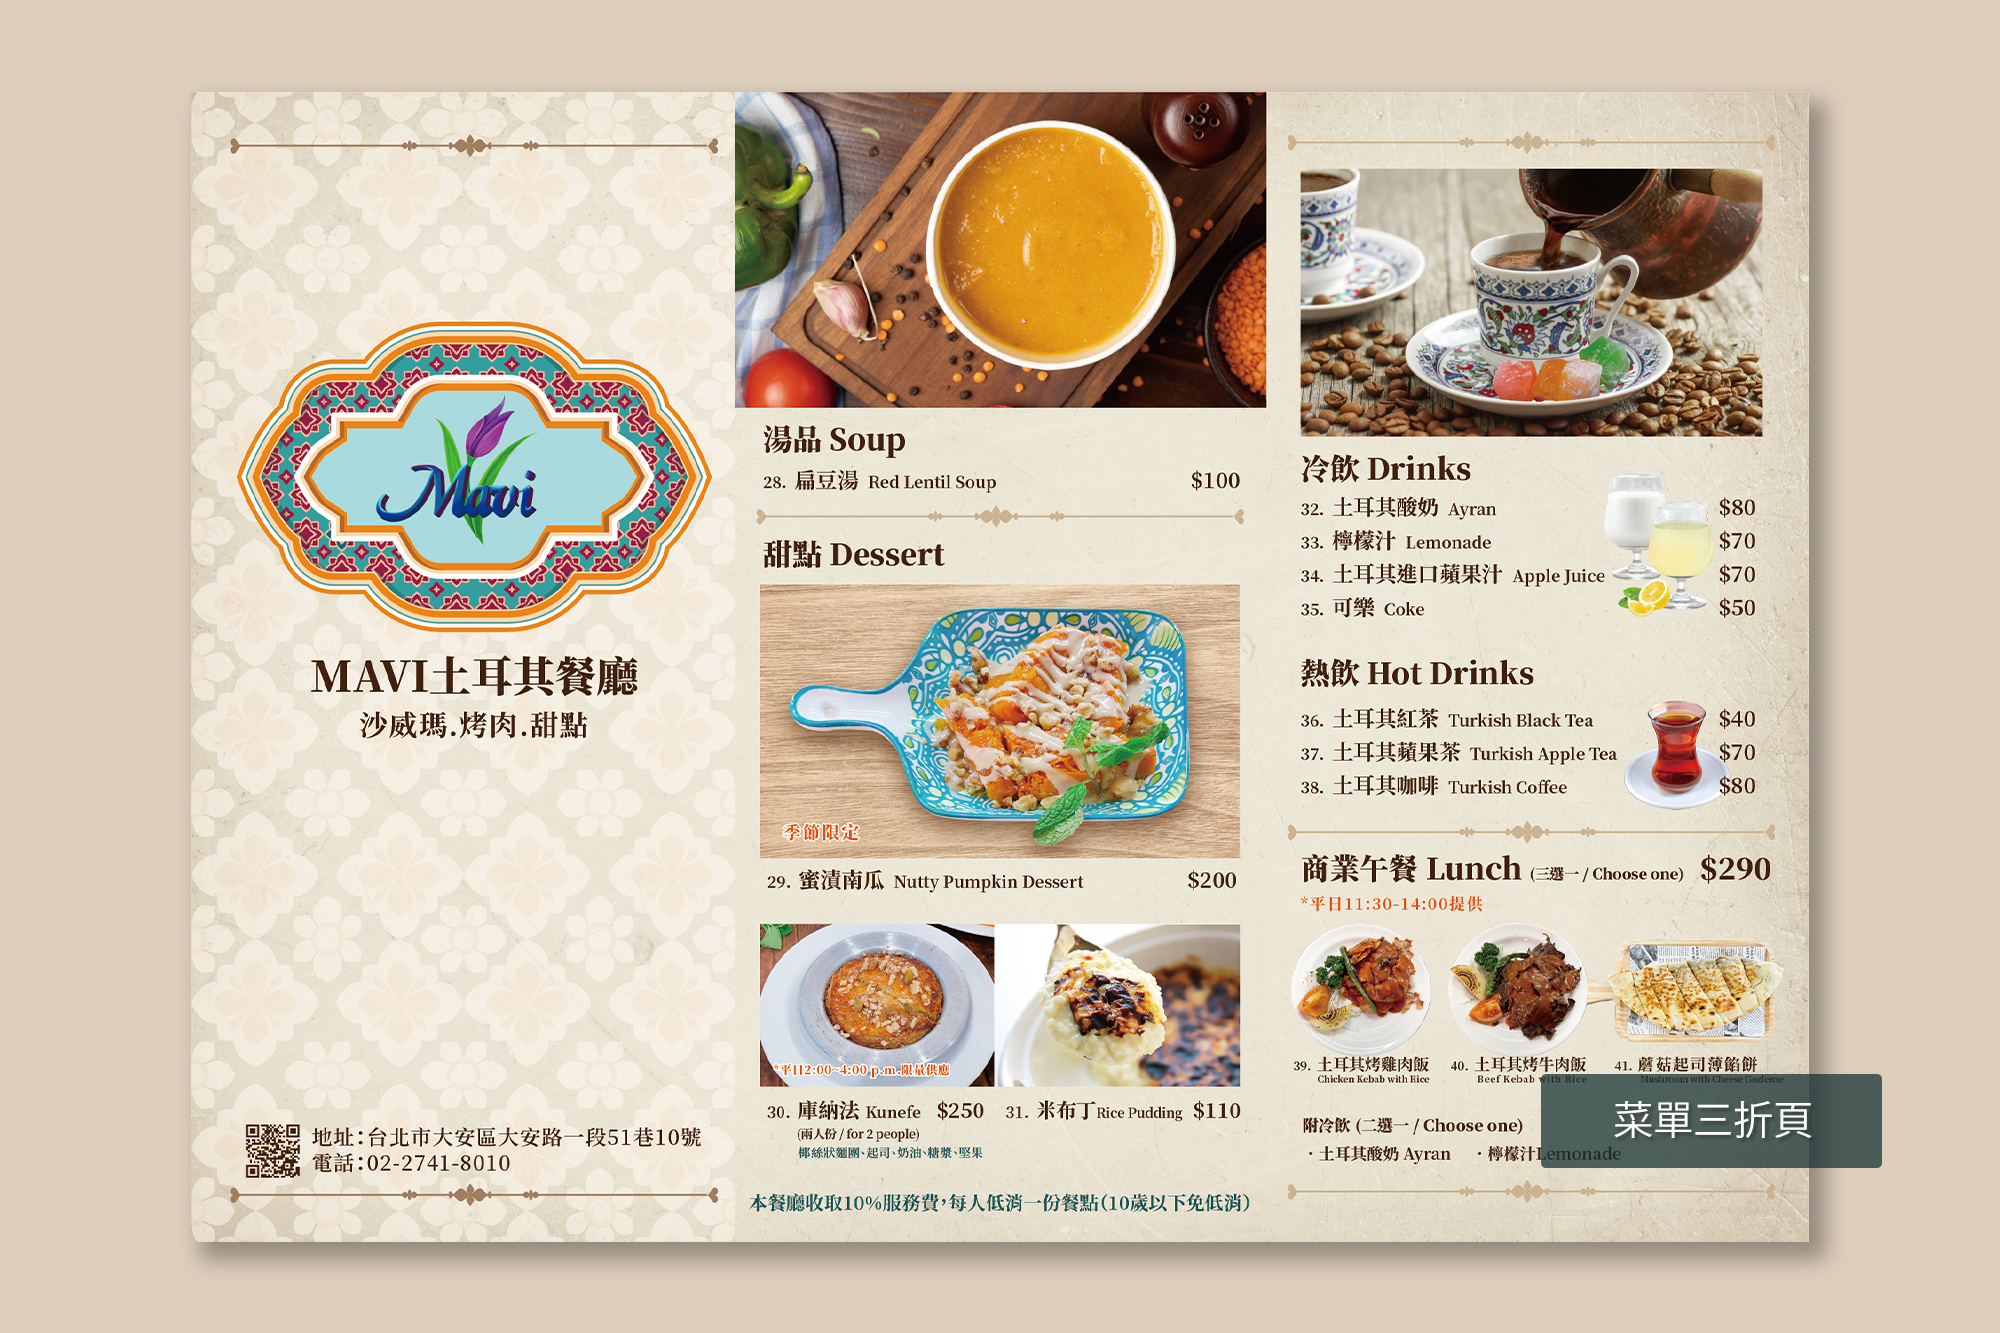 Mavi
MAVI土耳其餐廳
沙威瑪.烤肉.甜點
地址:台北市大安區大安路一段51巷10號
電話:02-2741-8010
湯品 Soup
28. 扁豆湯 Red Lentil Soup $100
甜點 Dessert
季節限定
29. 蜜漬南瓜 Nutty Pumpkin Dessert $200
*平日2:00~4:00 p.m.限量供應
30. 庫納法 Kunefe $250
(兩人份 / for 2 people)
椰絲狀麵團、起司、奶油、糖漿、堅果
31. 米布丁 Rice Pudding $110
本餐廳收取10%服務費,每人低消一份餐點(10歲以下免低消)
冷飲 Drinks
32. 土耳其酸奶 Ayran $80
33. 檸檬汁 Lemonade $70
34. 土耳其進口蘋果汁 Apple Juice $70
35. 可樂 Coke $50
熱飲 Hot Drinks
36. 土耳其紅茶 Turkish Black Tea $40
37. 土耳其蘋果茶 Turkish Apple Tea $70
38. 土耳其咖啡 Turkish Coffee $80
商業午餐 Lunch (三選一 / Choose one) $290
*平日11:30-14:00提供
39. 土耳其烤雞肉飯
Chicken Kebab with Rice
40. 土耳其烤牛肉飯
Beef Kebab with Rice
41. 蘑菇起司薄餡餅
Mushroom with Cheese Gozleme
附冷飲 (二選一 / Choose one)
・土耳其酸奶 Ayran ・檸檬汁Lemonade
菜單三折頁